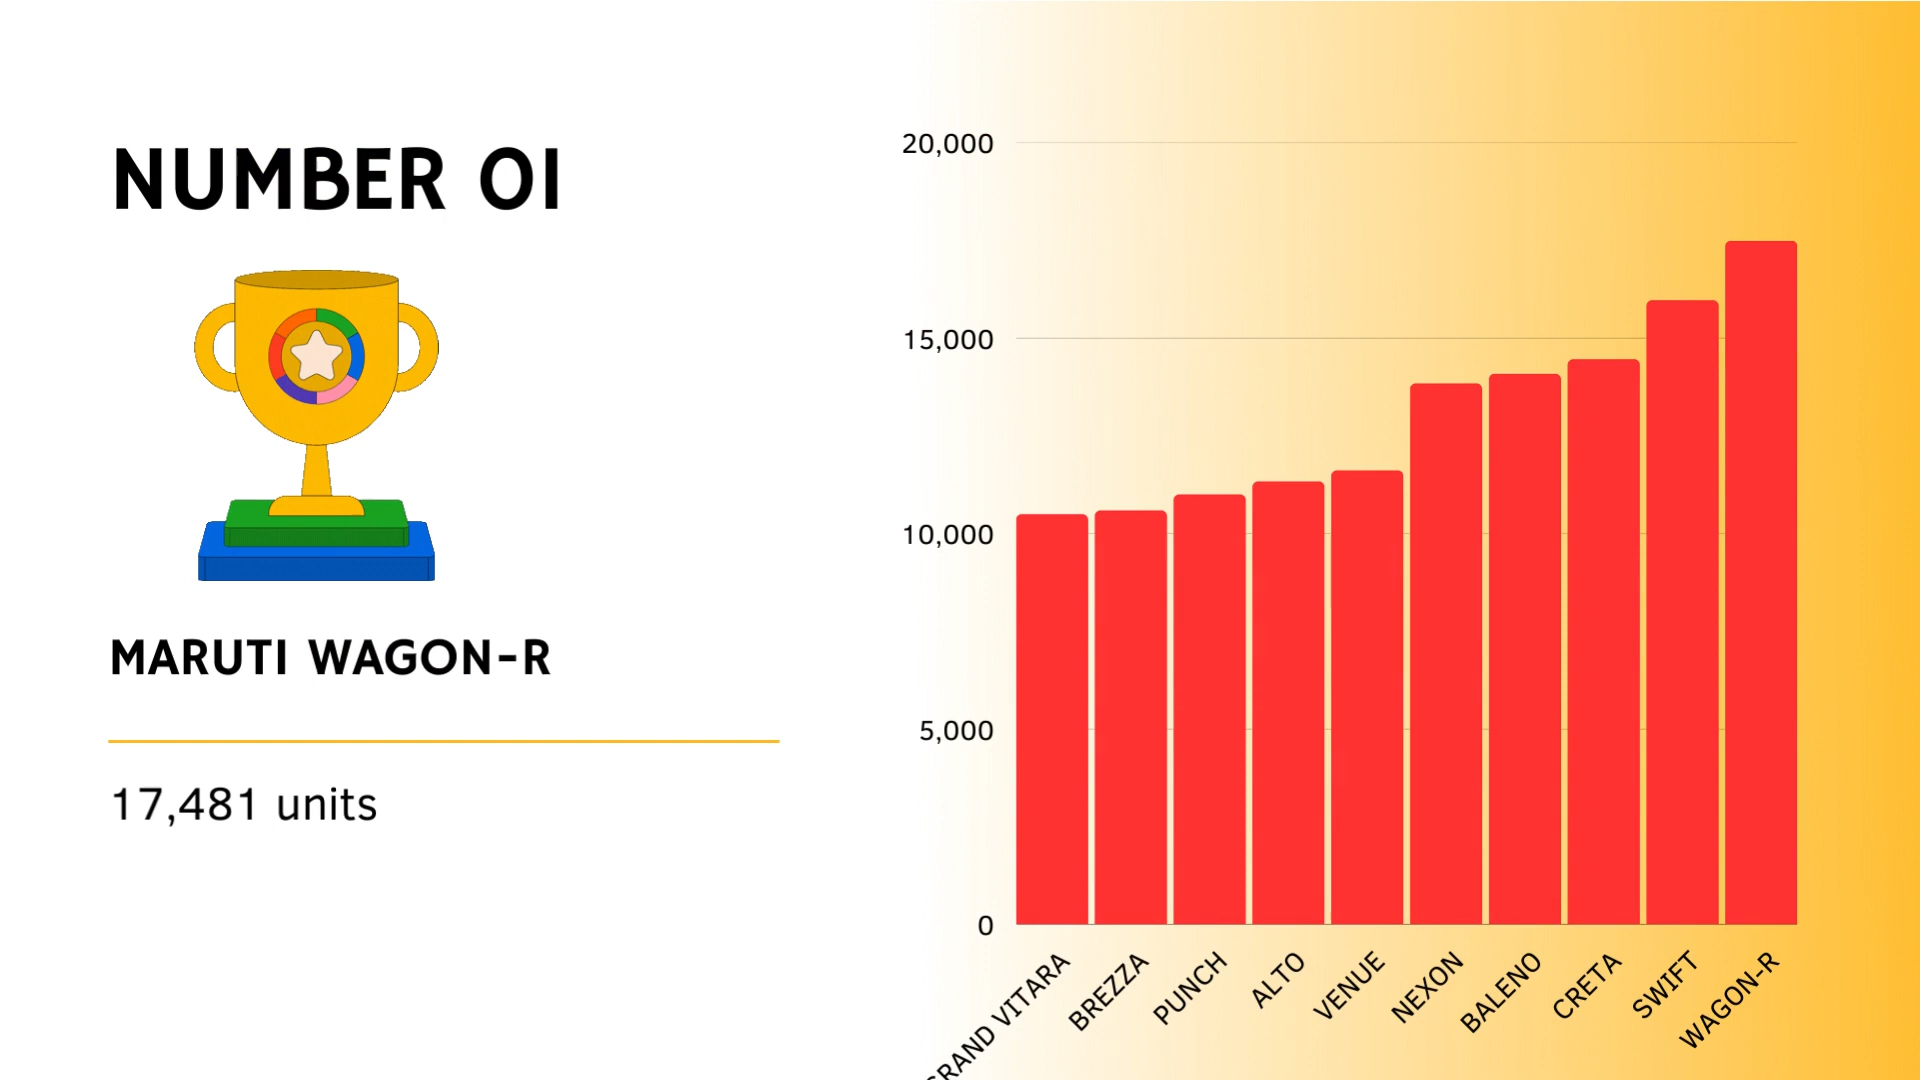 NUMBER 01
MARUTI WAGON-R
17,481 units
20,000
15,000
10,000
5,000
0
VITARA
BREZZA
PUNCH
ALTO
VENUE
NEXON
BALENO
CRETA
SWIFT
WAGON-R